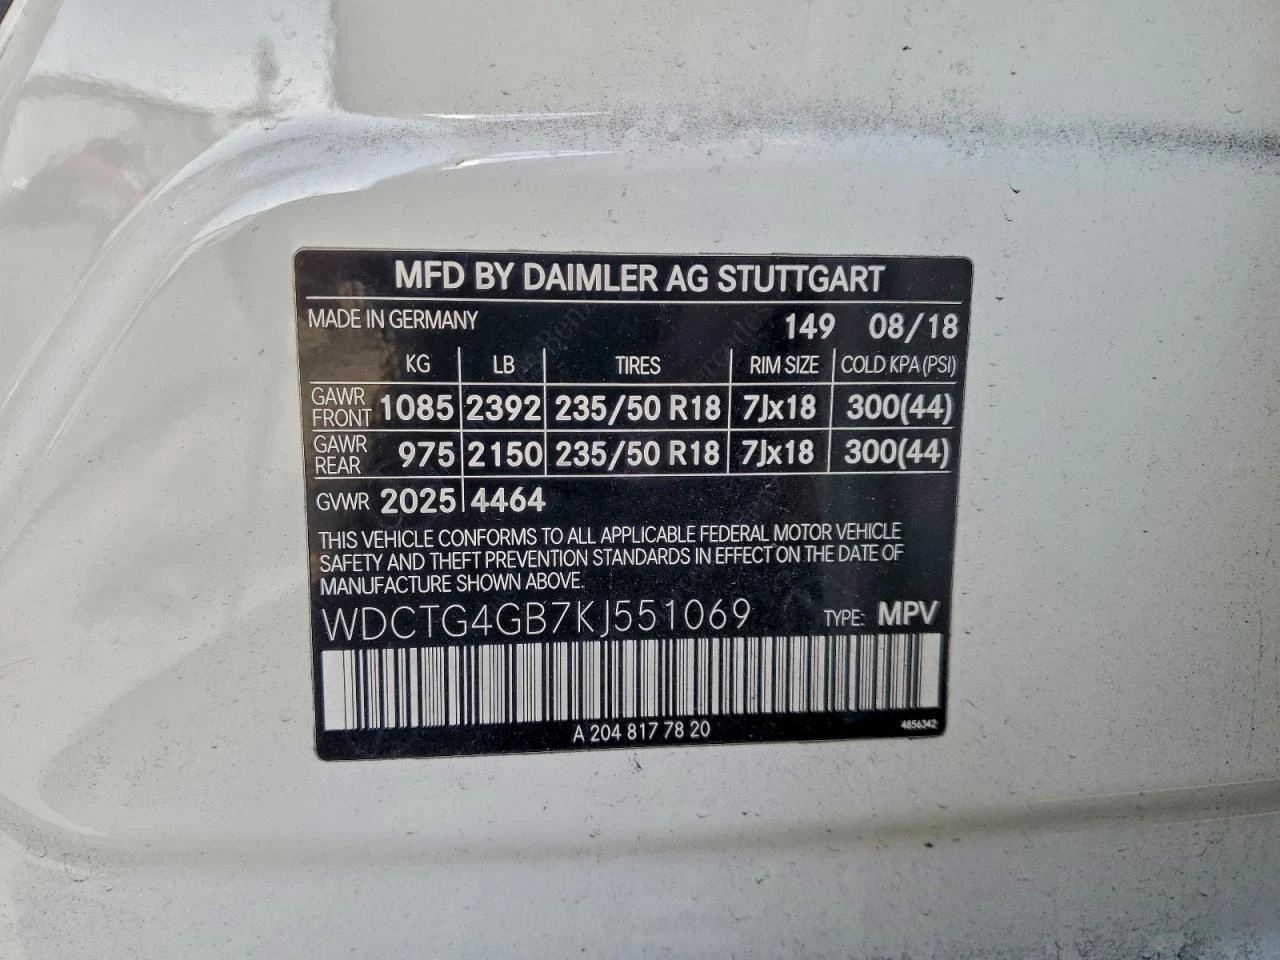 MFD BY DAIMLER AG STUTTGART
MADE IN GERMANY 149 08/18
KG LB TIRES RIM SIZE COLD KPA (PSI)
GAWR FRONT 1085 2392 235/50 R18 7Jx18 300(44)
GAWR REAR 975 2150 235/50 R18 7Jx18 300(44)
GVWR 2025 4464
THIS VEHICLE CONFORMS TO ALL APPLICABLE FEDERAL MOTOR VEHICLE
SAFETY AND THEFT PREVENTION STANDARDS IN EFFECT ON THE DATE OF
MANUFACTURE SHOWN ABOVE.
WDCTG4GB7KJ551069 TYPE: MPV
A 204 817 78 20 4856342